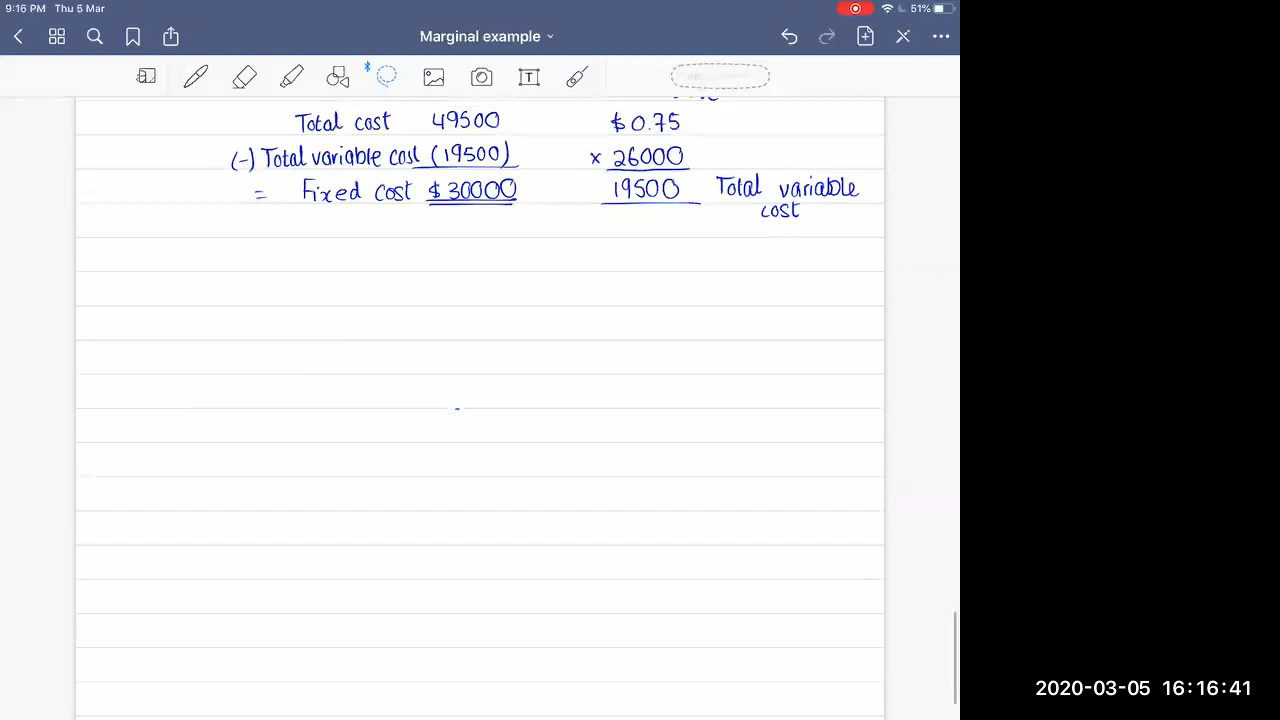 9:16 PM Thu 5 Mar
51%
Marginal example
T
Total cost 49500 $0.75
(-) Total variable cost (19500) × 26000
= Fixed cost $30000 19500 Total variable
cost
2020-03-05 16:16:41